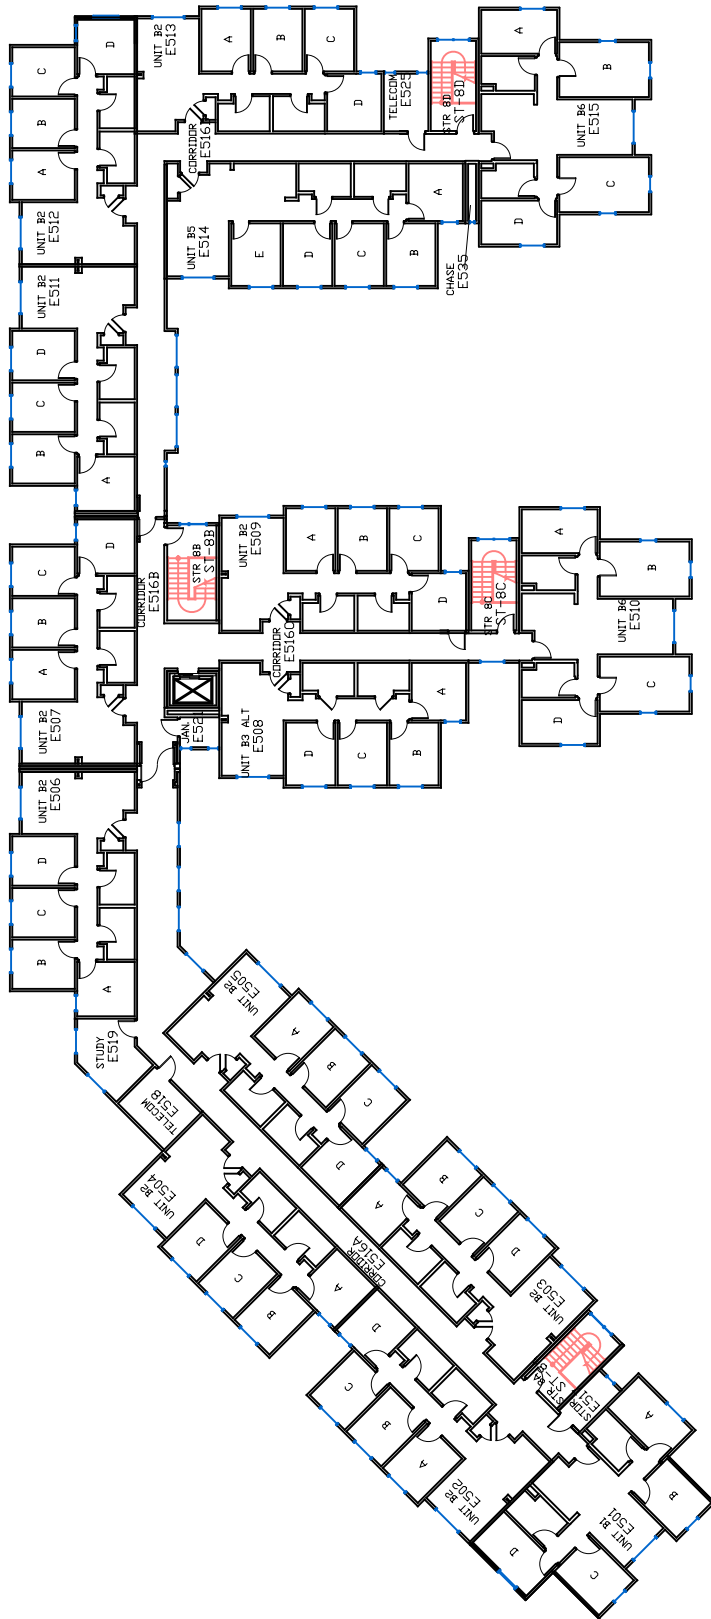 UNIT B2
E513
A
B
C
D
TELECOM
E525
STR 8D
ST-8D
A
B
UNIT B6
E515
C
D
D
C
B
A
UNIT B2
E512
CORRIDOR
UNIT B5
E514
E
D
C
B
A
CHASE
E535
UNIT B2
E511
D
C
B
A
D
C
B
A
CORRIDOR
E516B
STR 8B
ST-8B
UNIT B2
E509
A
B
C
D
STR 8C
ST-8C
A
B
UNIT B6
E510
C
D
CORRIDOR
E516C
UNIT B2
E507
JAN.
UNIT B3 ALT
E508
D
C
B
A
UNIT B2
E506
D
C
B
A
STUDY
E519
TELECOM
E518
UNIT B2
E505
A
B
C
D
UNIT B2
E504
D
C
B
A
CORRIDOR
E516A
A
B
C
D
UNIT B2
E503
D
C
B
A
UNIT B2
E502
STR 8A
A
B
UNIT B1
E501
C
D